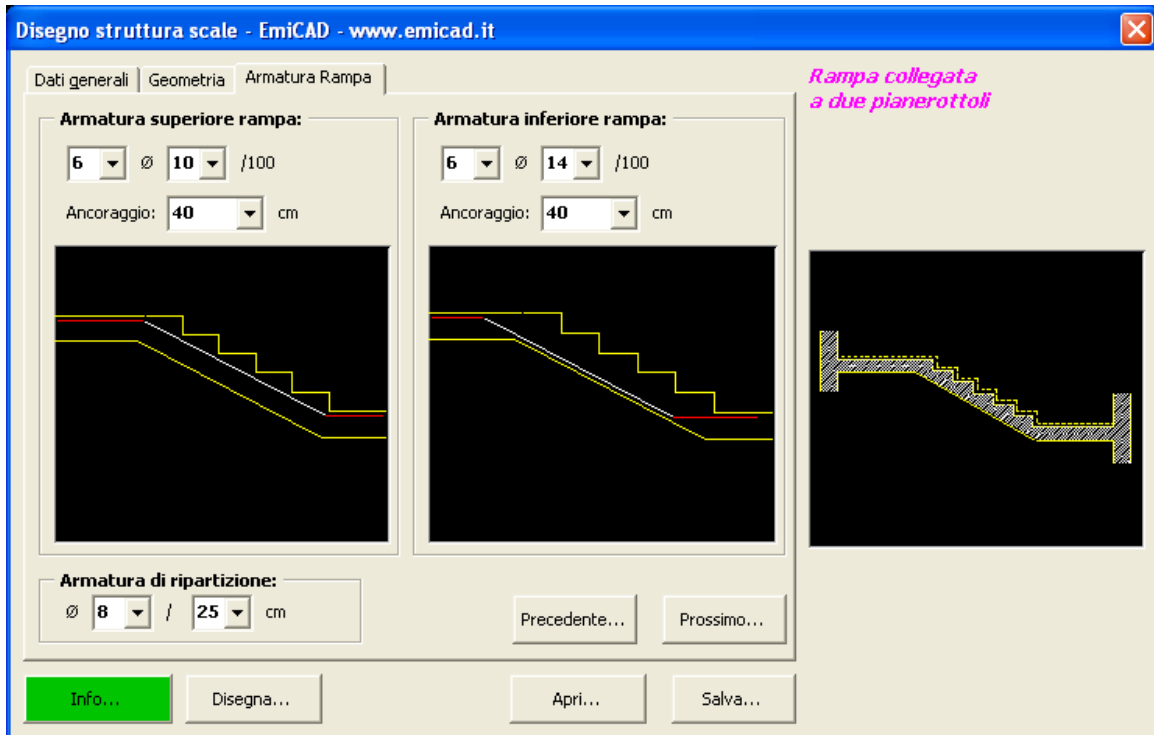 Disegno struttura scale - EmiCAD - www.emicad.it
Dati generali Geometria Armatura Rampa
Rampa collegata
a due pianerottoli
Armatura superiore rampa:
6 Ø 10 /100
Ancoraggio: 40 cm
Armatura inferiore rampa:
6 Ø 14 /100
Ancoraggio: 40 cm
Armatura di ripartizione:
Ø 8 / 25 cm
Precedente... Prossimo...
Info... Disegna... Apri... Salva...